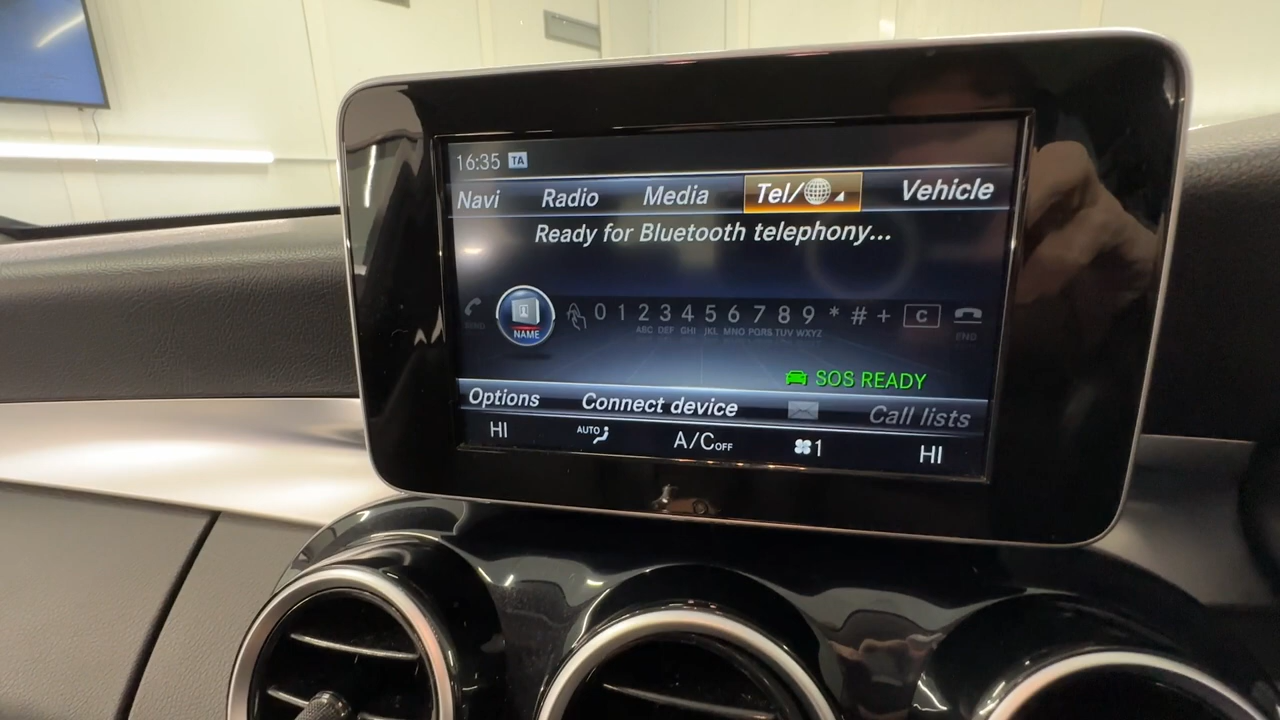 16:35 TA
Navi Radio Media Tel/ Vehicle
Ready for Bluetooth telephony...
SEND NAME 0 1 2 3 4 5 6 7 8 9 * # + C END
ABC DEF GHI JKL MNO PQRS TUV WXYZ
SOS READY
Options Connect device Call lists
HI AUTO A/C OFF 1 HI